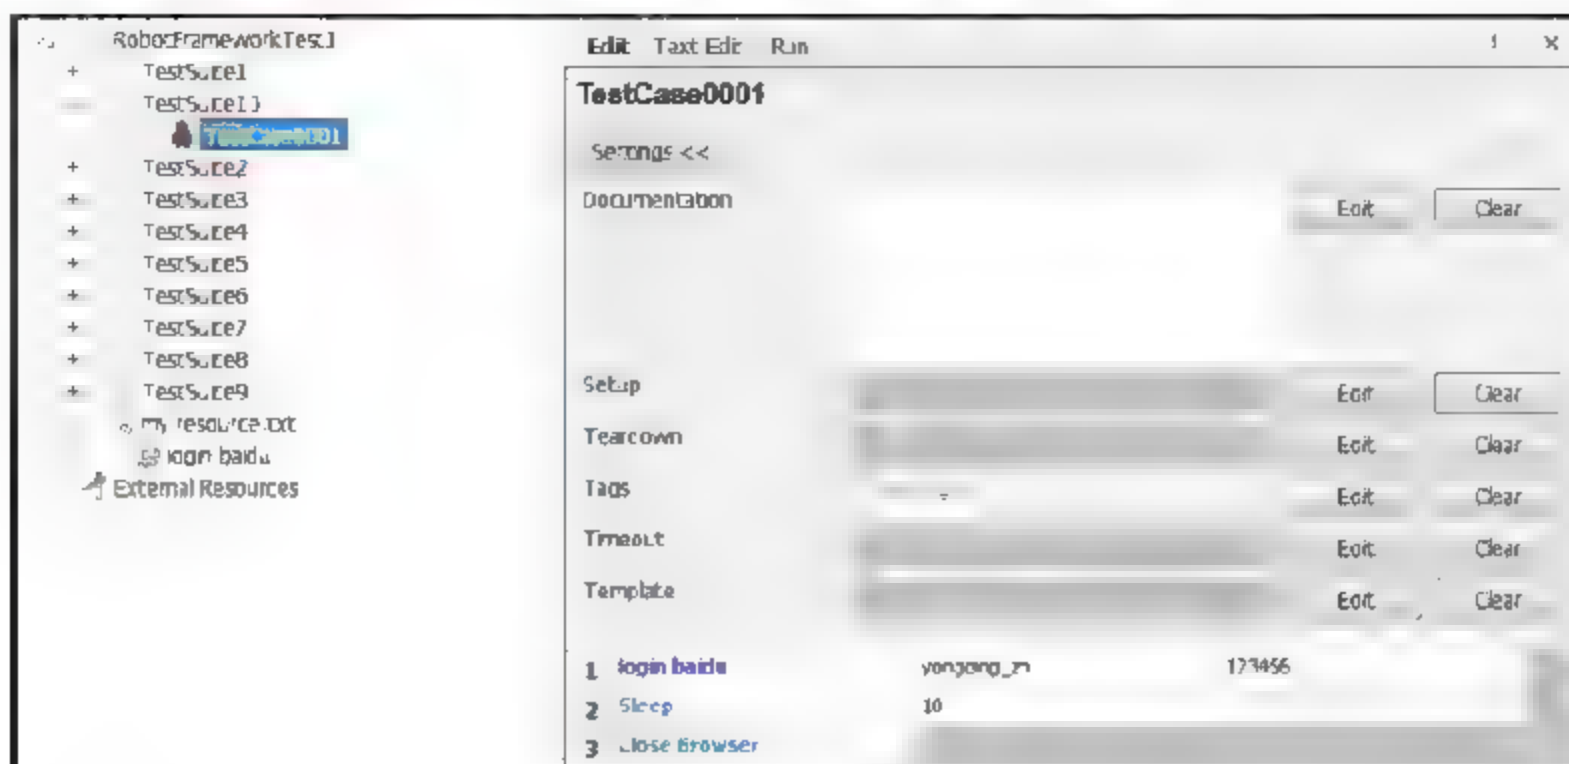 RobotFrameworkTest1
+ TestSuite1
TestSuite10
TestCase0001
+ TestSuite2
+ TestSuite3
+ TestSuite4
+ TestSuite5
+ TestSuite6
+ TestSuite7
+ TestSuite8
+ TestSuite9
my resource.txt
login baidu
External Resources
Edit Text Edit Run
TestCase0001
Settings <<
Documentation Edit Clear
Setup Edit Clear
Teardown Edit Clear
Tags Edit Clear
Timeout Edit Clear
Template Edit Clear
1 login baidu 123456
2 Sleep 10
3 Close Browser